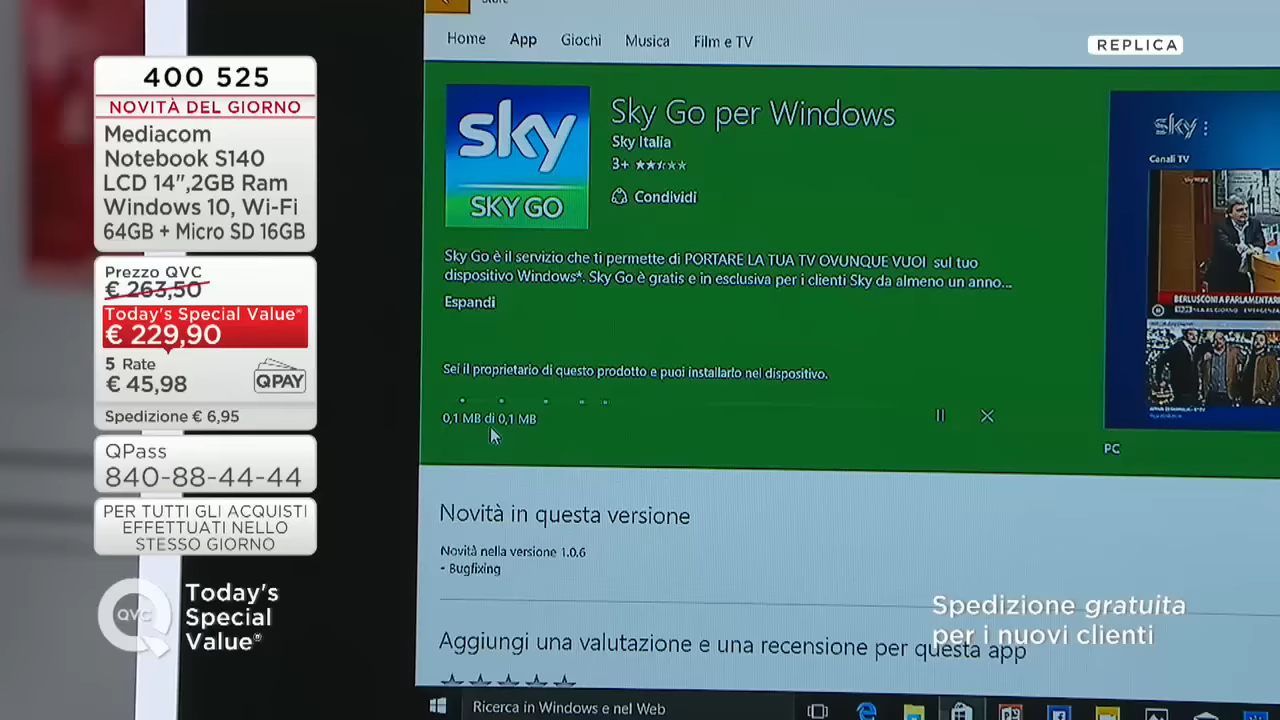 400 525
NOVITÀ DEL GIORNO
Mediacom
Notebook S140
LCD 14",2GB Ram
Windows 10, Wi-Fi
64GB + Micro SD 16GB
Prezzo QVC
€ 263,50
Today's Special Value®
€ 229,90
5 Rate
€ 45,98
QPAY
Spedizione € 6,95
QPass
840-88-44-44
PER TUTTI GLI ACQUISTI
EFFETTUATI NELLO
STESSO GIORNO
QVC
Today's
Special
Value®
REPLICA
Store
Home App Giochi Musica Film e TV
sky
SKY GO
Sky Go per Windows
Sky Italia
3+
Condividi
Sky Go è il servizio che ti permette di PORTARE LA TUA TV OVUNQUE VUOI sul tuo
dispositivo Windows*. Sky Go è gratis e in esclusiva per i clienti Sky da almeno un anno...
Espandi
Sei il proprietario di questo prodotto e puoi installarlo nel dispositivo.
0,1 MB di 0,1 MB
sky
Canali TV
BERLUSCONI A PARLAMENTARI
PC
Novità in questa versione
Novità nella versione 1.0.6
- Bugfixing
Aggiungi una valutazione e una recensione per questa app
Spedizione gratuita
per i nuovi clienti
Ricerca in Windows e nel Web